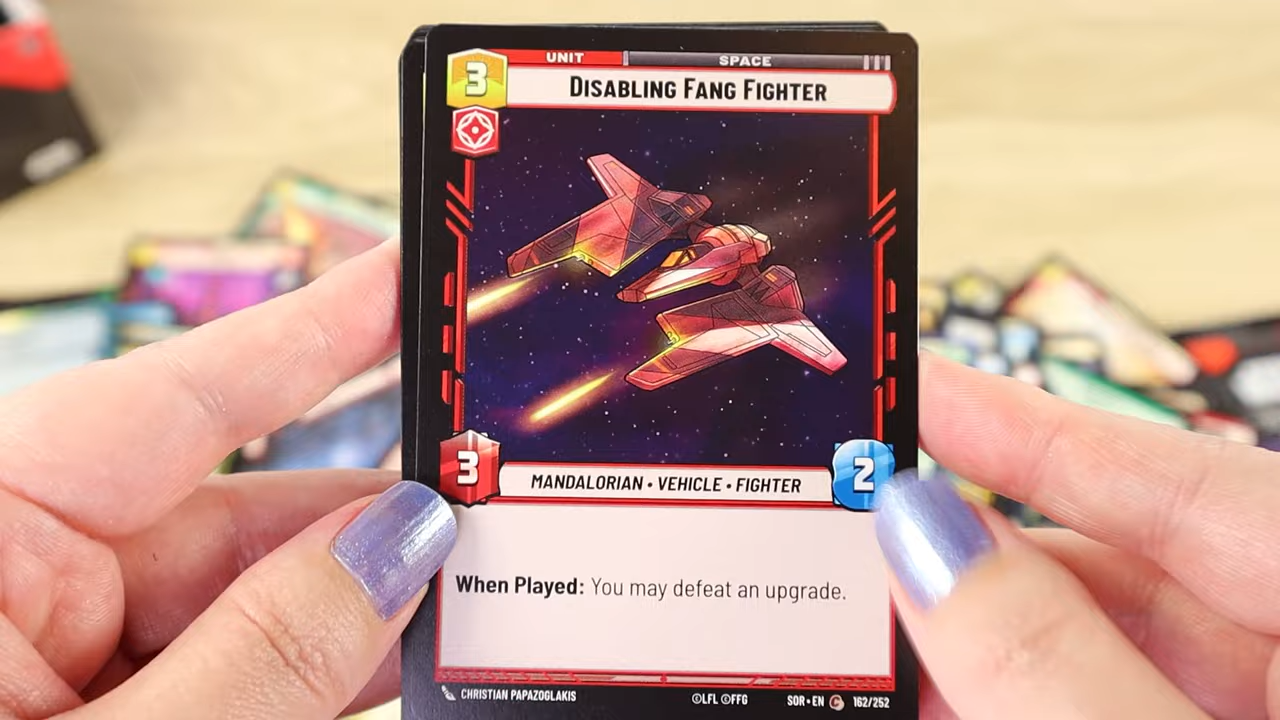 UNIT SPACE
3 DISABLING FANG FIGHTER
3 MANDALORIAN • VEHICLE • FIGHTER 2
When Played: You may defeat an upgrade.
CHRISTIAN PAPAZOGLAKIS ©LFL ©FFG SOR • EN C 162/252